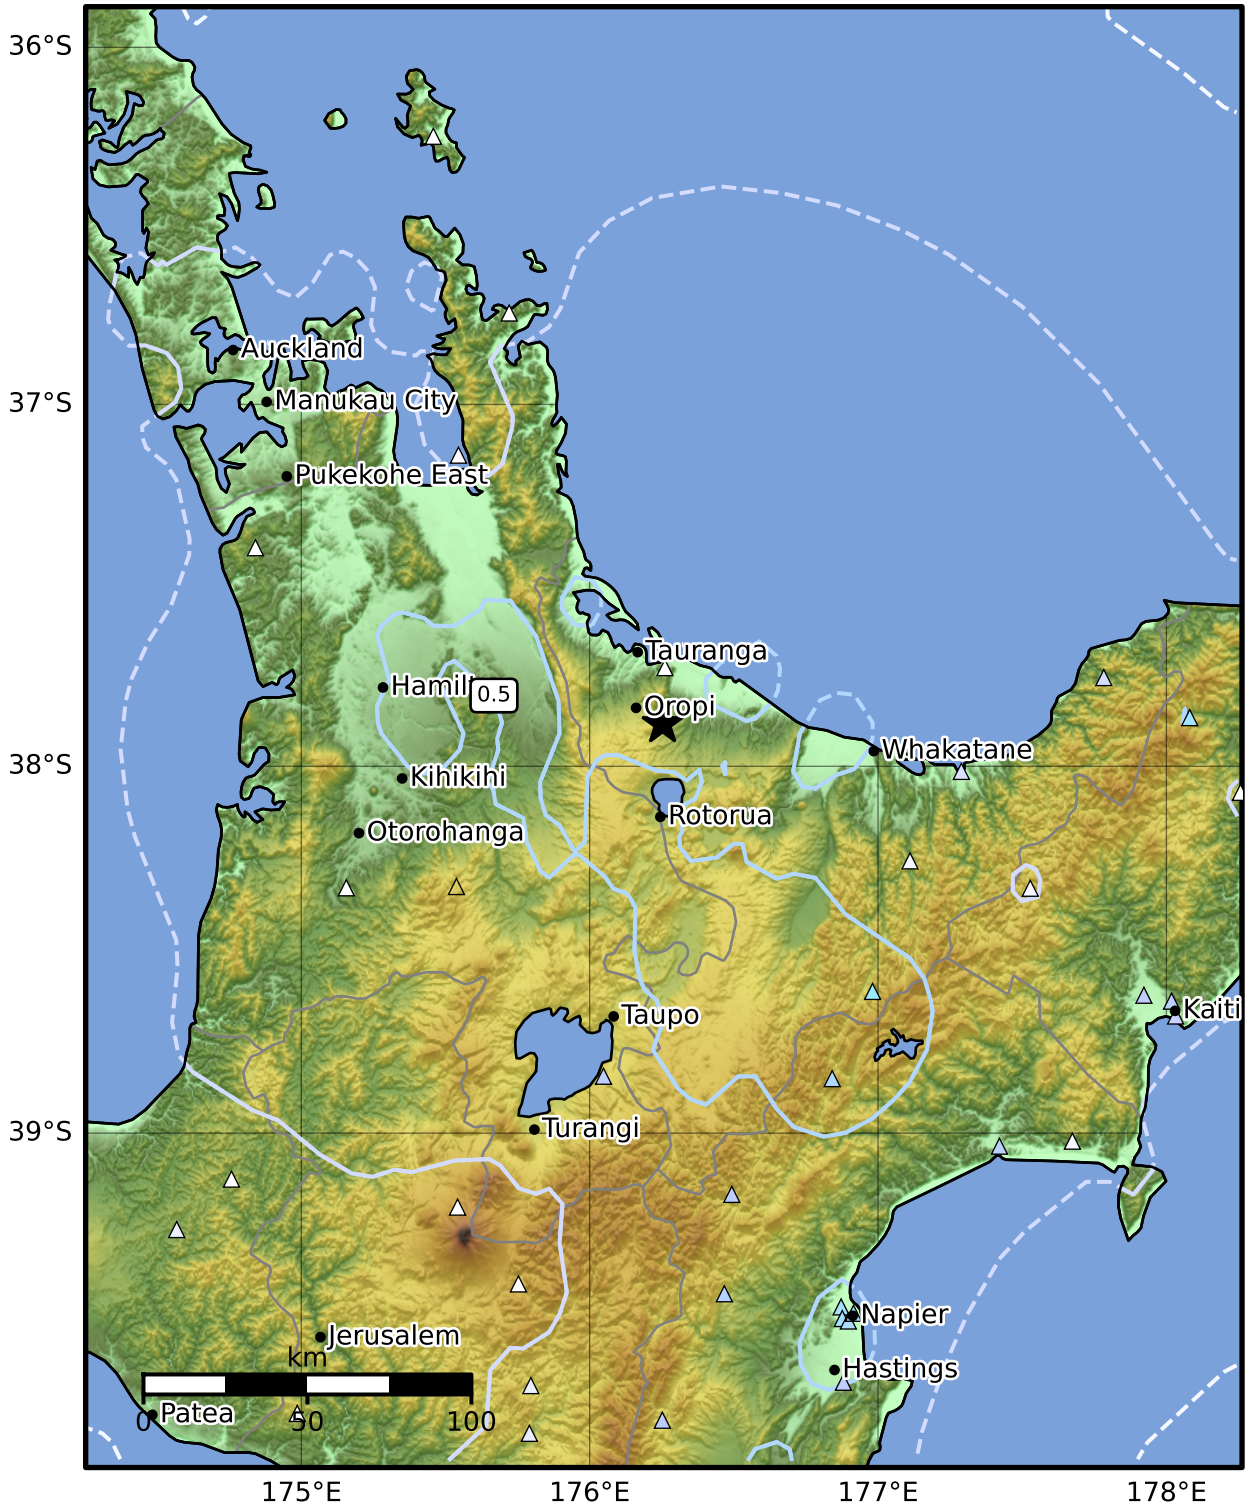 36°S
Auckland
37°S
Manukau City
Pukekohe East
Tauranga
Hamilt
0.5
Oropi
Whakatane
38°S
Kihikihi
Rotorua
Otorohanga
Taupo
Kaiti
Turangi
39°S
Napier
Jerusalem
km
Hastings
Patea
0 50 100
175°E 176°E 177°E 178°E